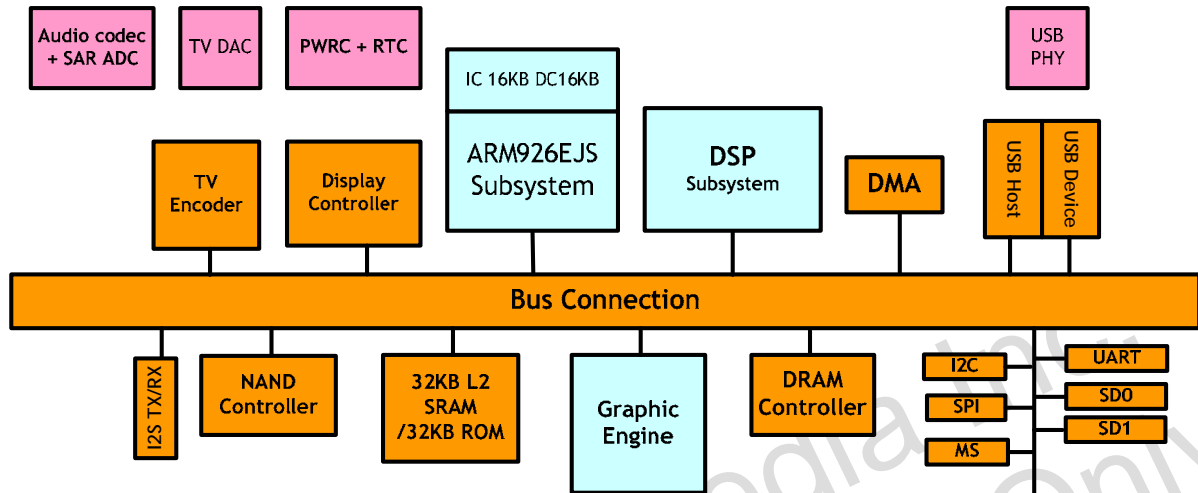 Audio codec
+ SAR ADC
TV DAC
PWRC + RTC
USB
PHY
IC 16KB DC16KB
ARM926EJS
Subsystem
DSP
Subsystem
TV
Encoder
Display
Controller
DMA
USB Host
USB Device
Bus Connection
I2S TX/RX
NAND
Controller
32KB L2
SRAM
/32KB ROM
Graphic
Engine
DRAM
Controller
I2C
SPI
MS
UART
SD0
SD1
Inc.